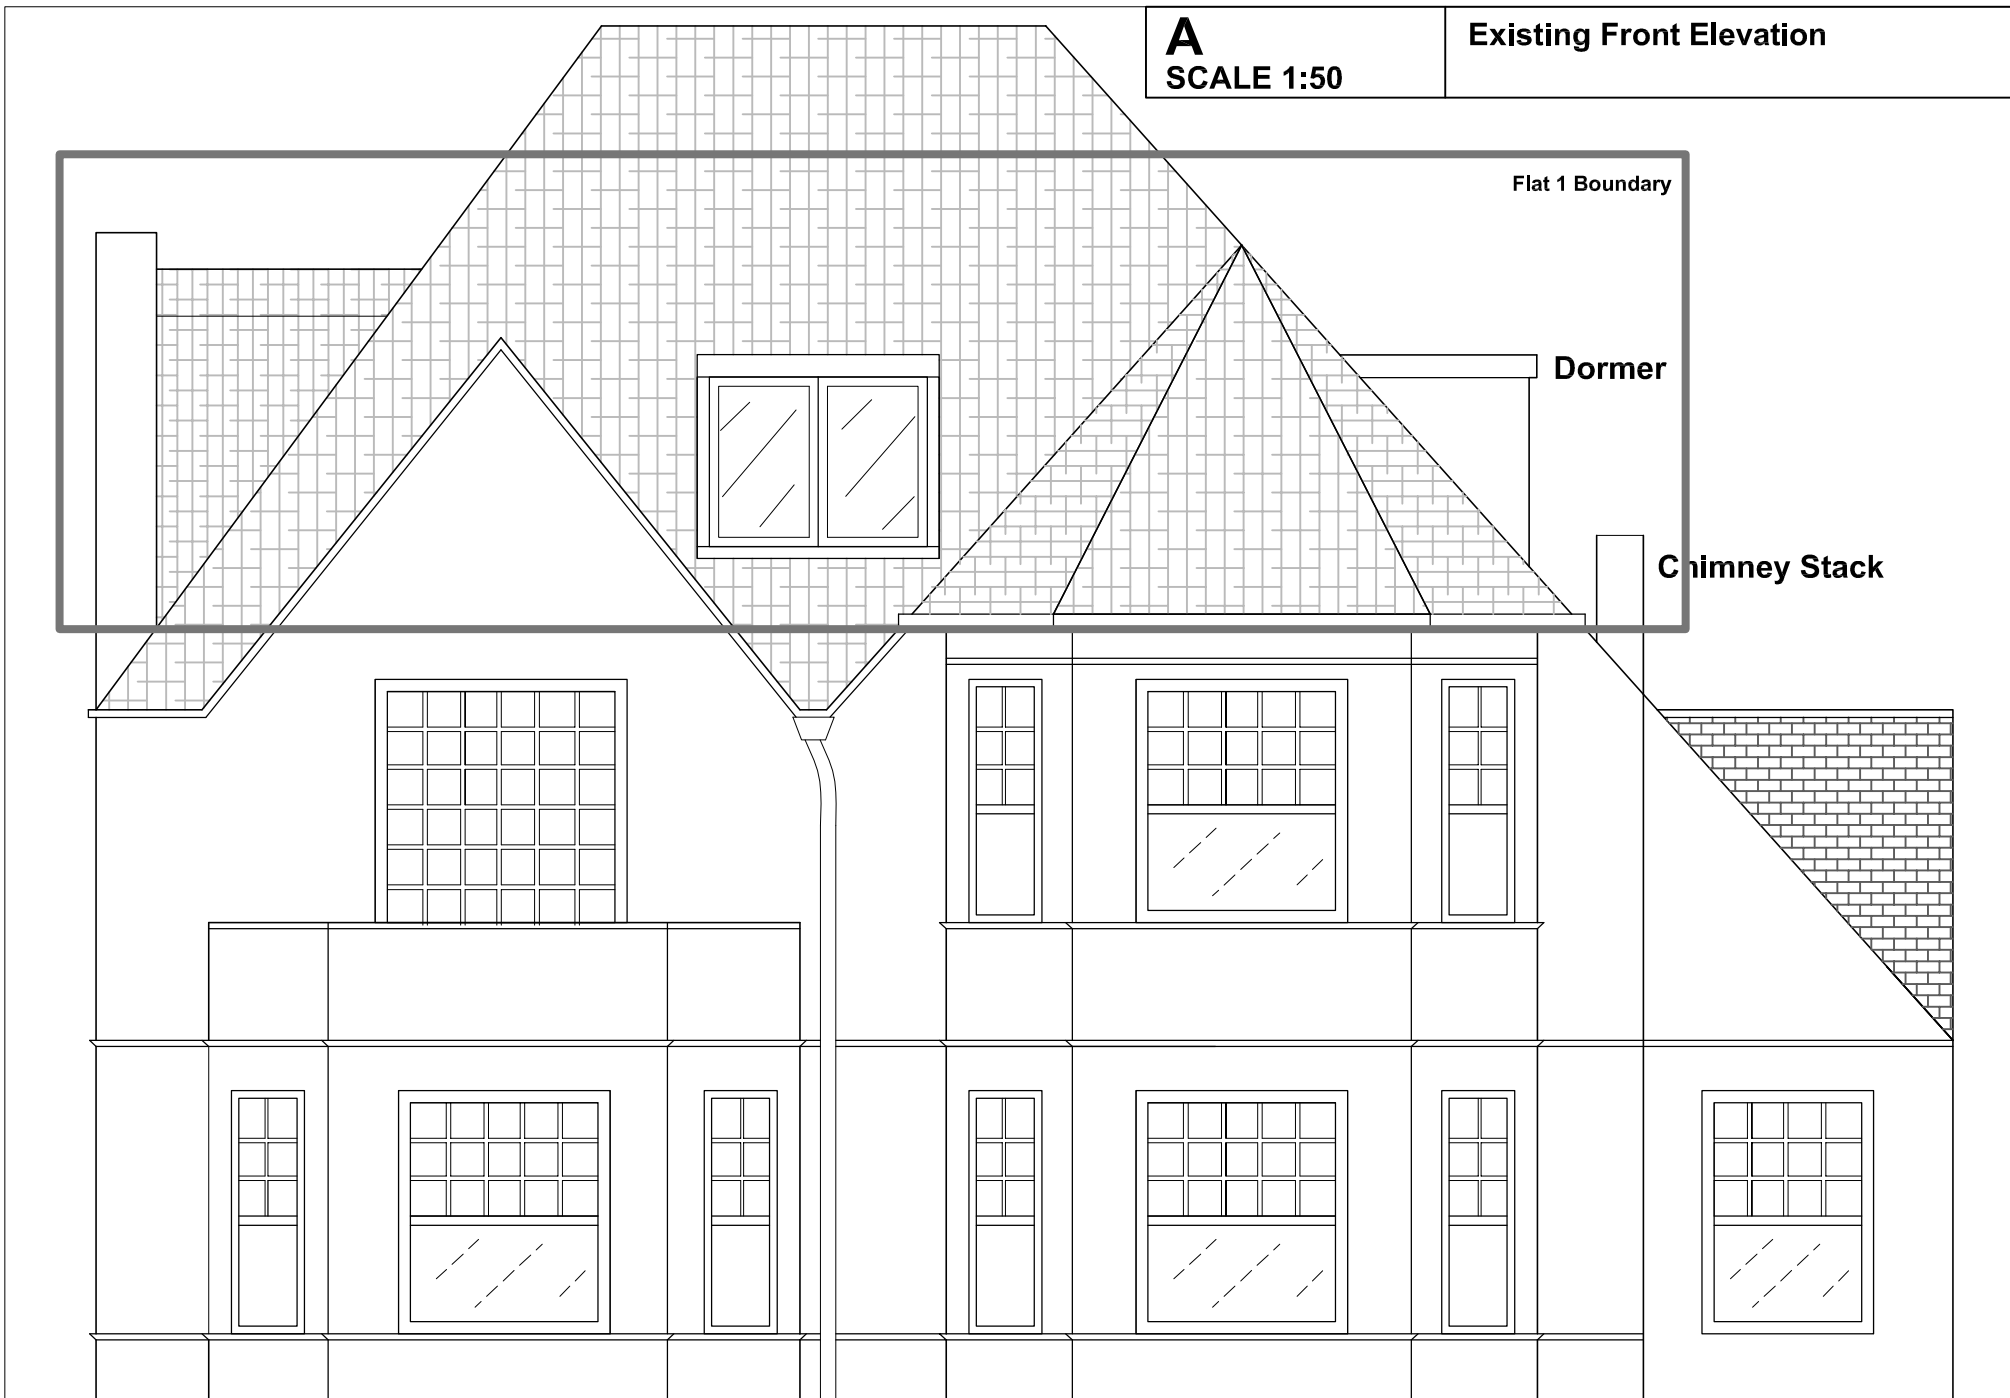 A
SCALE 1:50
Existing Front Elevation
Flat 1 Boundary
Dormer
Chimney Stack